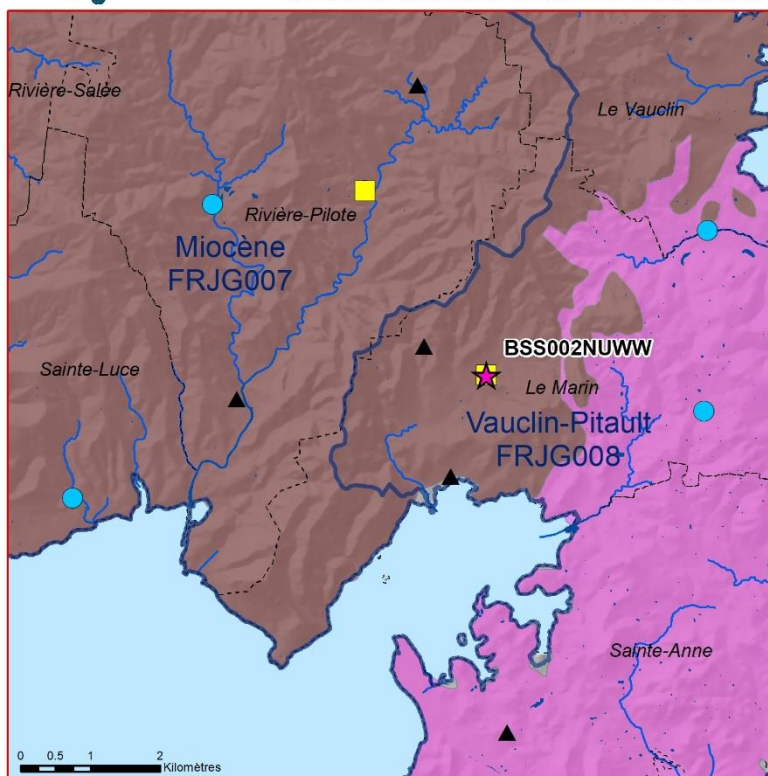 Rivière-Salée
Le Vauclin
Rivière-Pilote
Miocène
FRJG007
BSS002NUWW
Sainte-Luce
Le Marin
Vauclin-Pitault
FRJG008
Sainte-Anne
0 0.5 1 2
Kilomètres